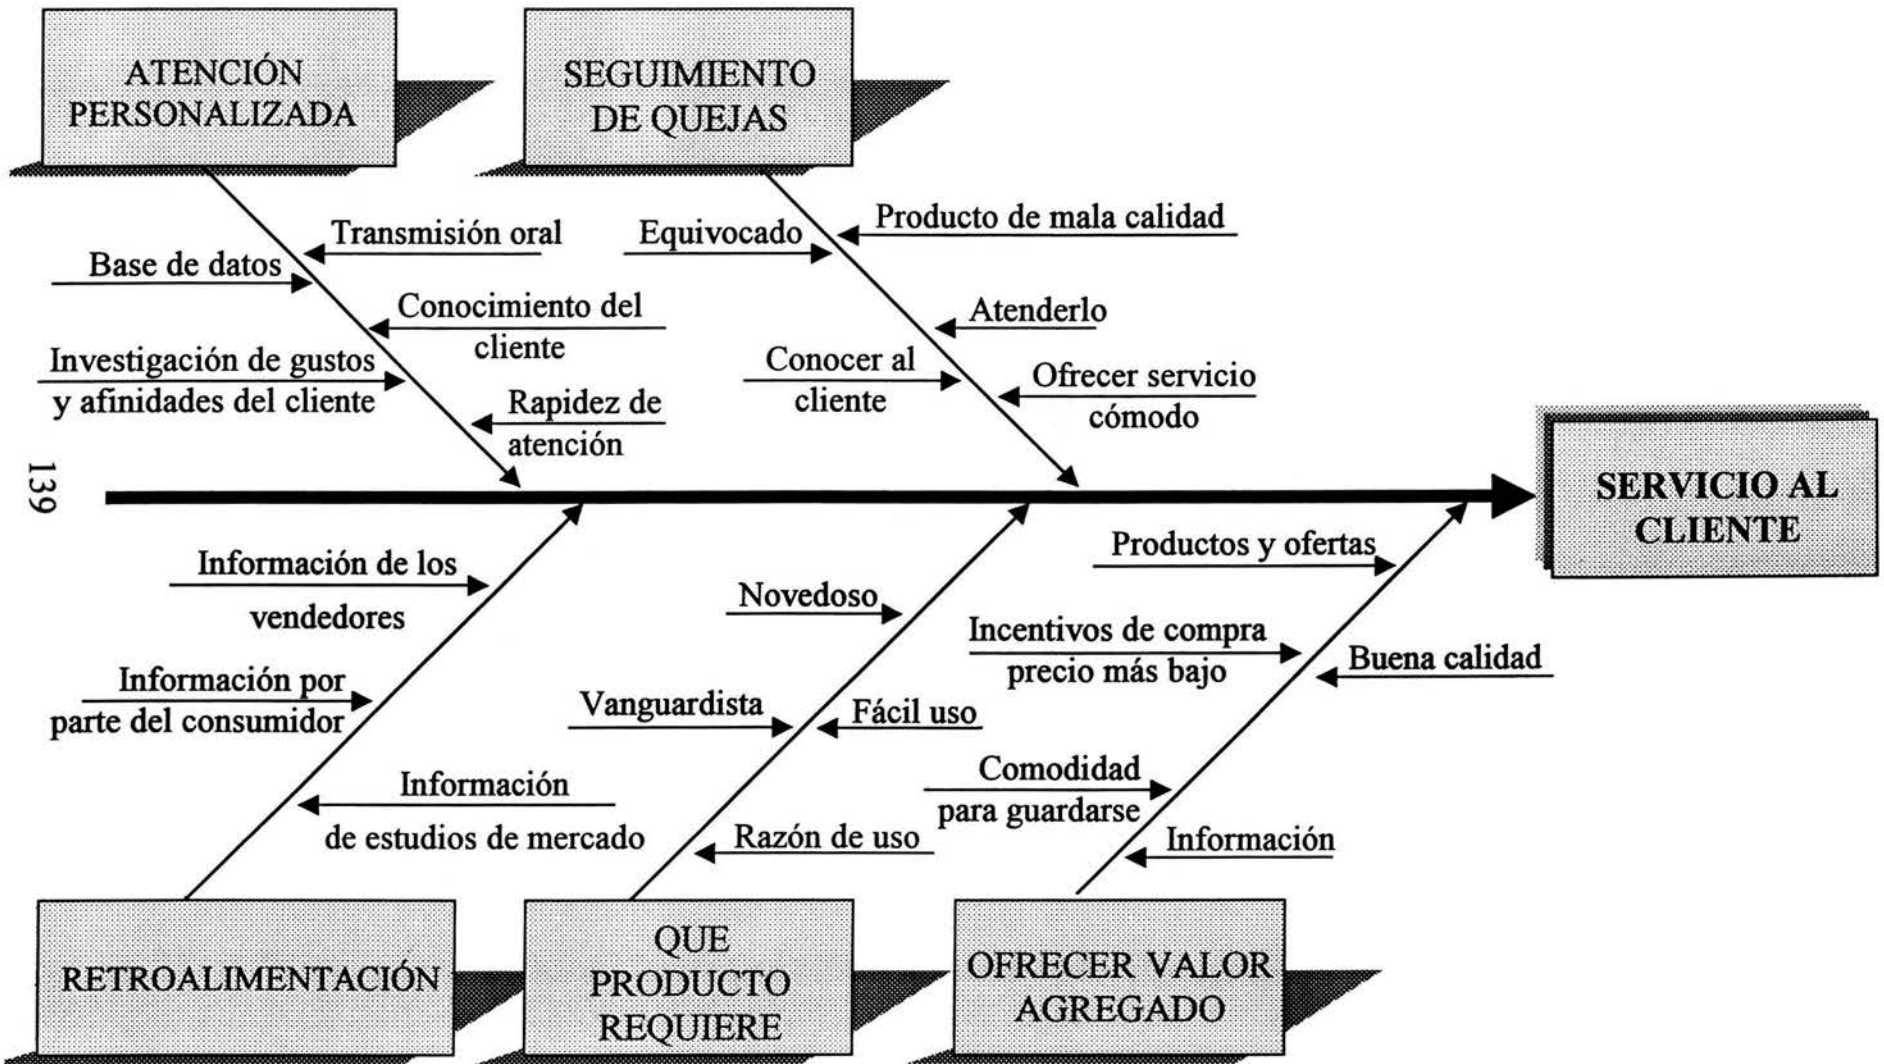 ATENCIÓN
PERSONALIZADA
SEGUIMIENTO
DE QUEJAS
Transmisión oral
Base de datos
Conocimiento del
cliente
Investigación de gustos
y afinidades del cliente
Rapidez de
atención
Producto de mala calidad
Equivocado
Atenderlo
Conocer al
cliente
Ofrecer servicio
cómodo
139
SERVICIO AL
CLIENTE
Información de los
vendedores
Información por
parte del consumidor
Información
de estudios de mercado
Novedoso
Vanguardista
Fácil uso
Razón de uso
Productos y ofertas
Incentivos de compra
precio más bajo
Buena calidad
Comodidad
para guardarse
Información
RETROALIMENTACIÓN
QUE
PRODUCTO
REQUIERE
OFRECER VALOR
AGREGADO